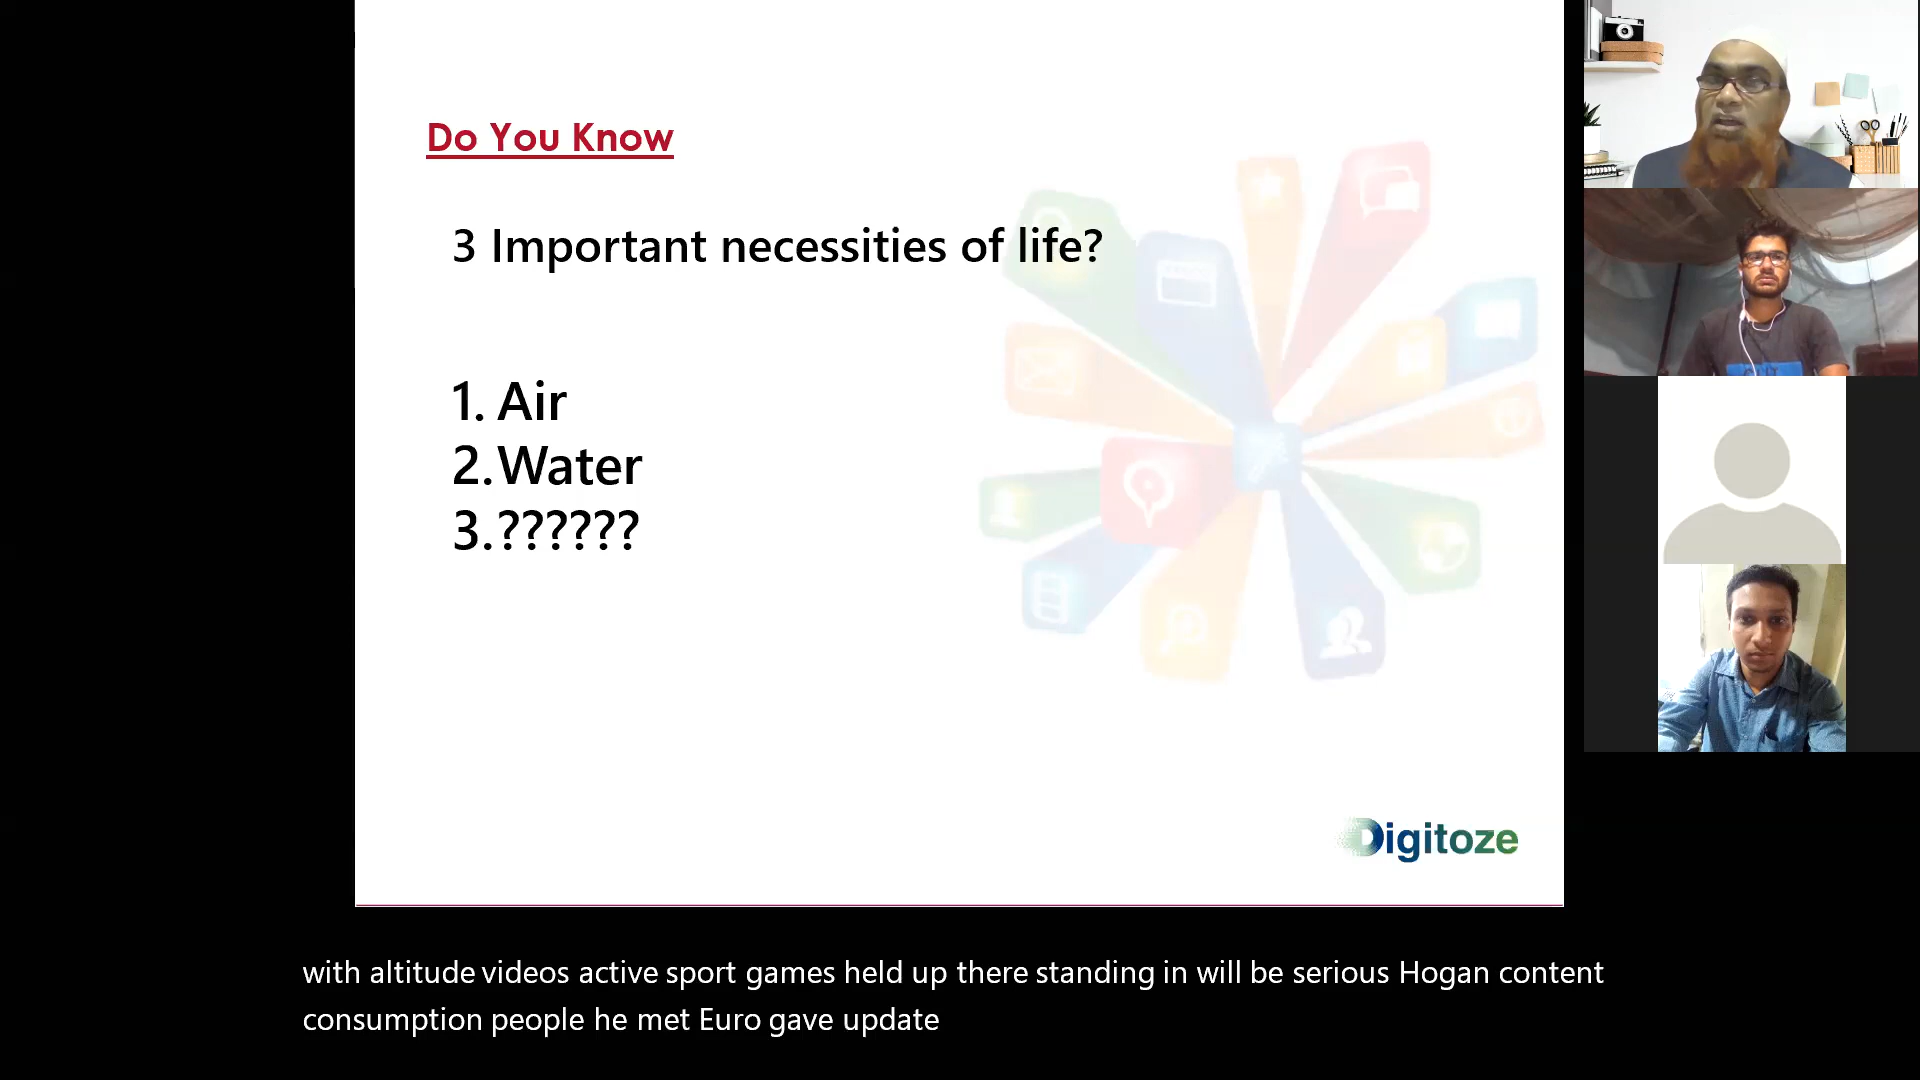 Do You Know
3 Important necessities of life?
1. Air
2. Water
3. ??????
Digitoze
with altitude videos active sport games held up there standing in will be serious Hogan content
consumption people he met Euro gave update